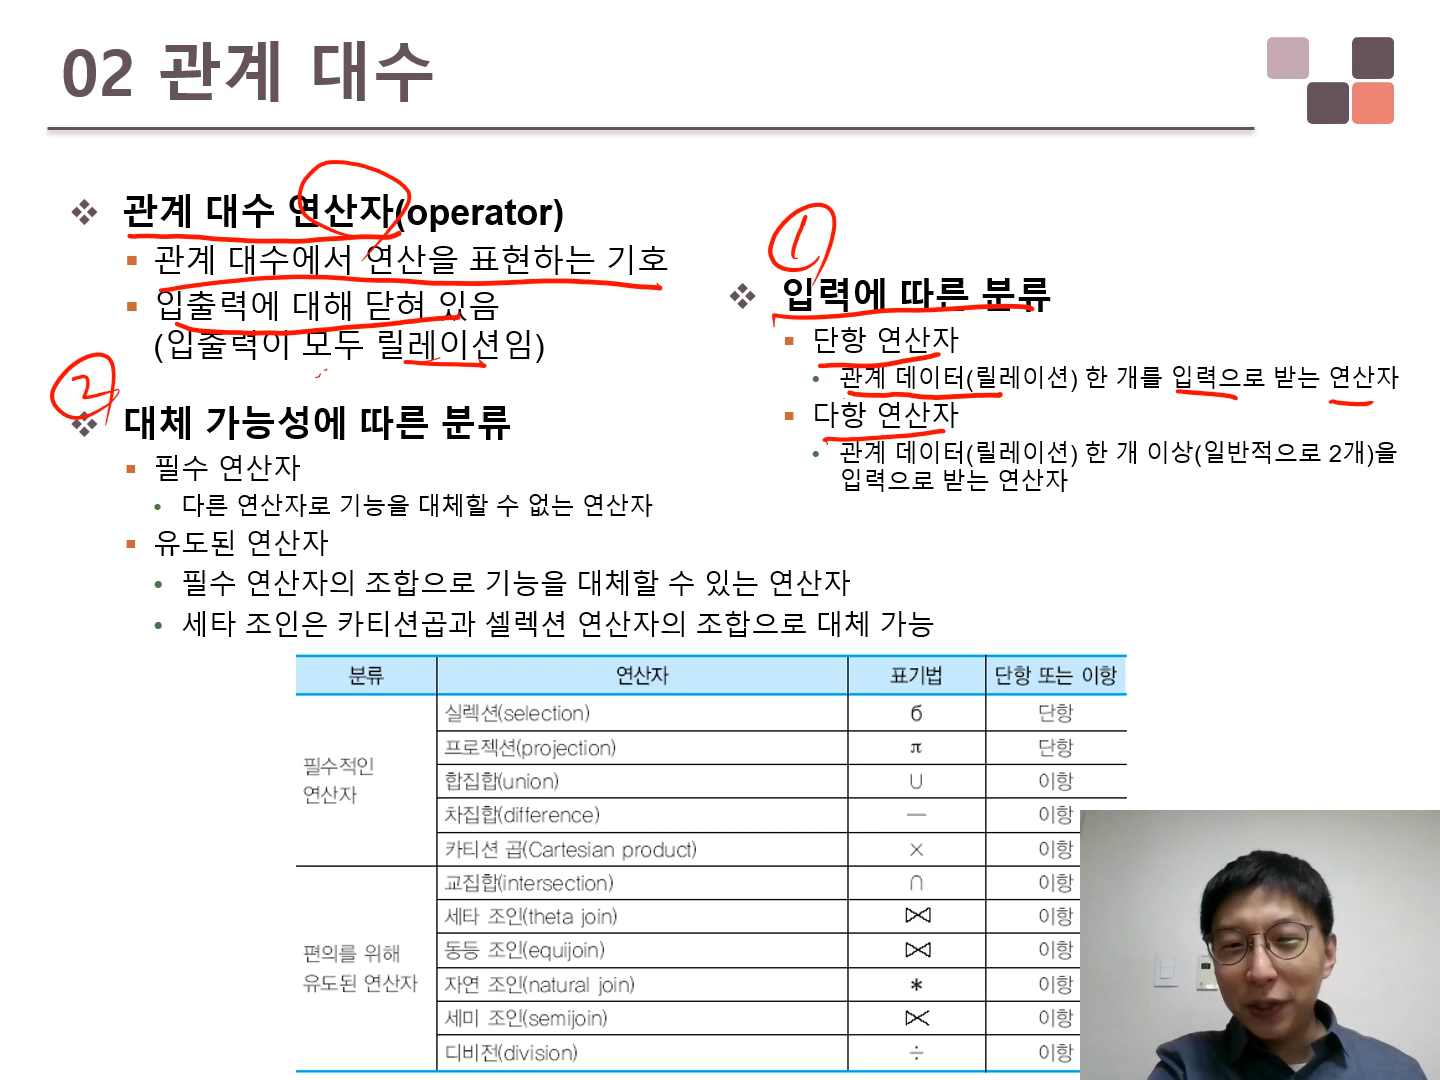 02 관계 대수
관계 대수 연산자(operator)
관계 대수에서 연산을 표현하는 기호
입출력에 대해 닫혀 있음
(입출력이 모두 릴레이션임)
①
입력에 따른 분류
단항 연산자
관계 데이터(릴레이션) 한 개를 입력으로 받는 연산자
다항 연산자
관계 데이터(릴레이션) 한 개 이상(일반적으로 2개)을
입력으로 받는 연산자
②
대체 가능성에 따른 분류
필수 연산자
다른 연산자로 기능을 대체할 수 없는 연산자
유도된 연산자
필수 연산자의 조합으로 기능을 대체할 수 있는 연산자
세타 조인은 카티션곱과 셀렉션 연산자의 조합으로 대체 가능
분류 연산자 표기법 단항 또는 이항
필수적인
연산자
실렉션(selection) б 단항
프로젝션(projection) π 단항
합집합(union) ∪ 이항
차집합(difference) — 이항
카티션 곱(Cartesian product) × 이항
편의를 위해
유도된 연산자
교집합(intersection) ∩ 이항
세타 조인(theta join) ⋈ 이항
동등 조인(equijoin) ⋈ 이항
자연 조인(natural join) * 이항
세미 조인(semijoin) ⋉ 이항
디비전(division) ÷ 이항